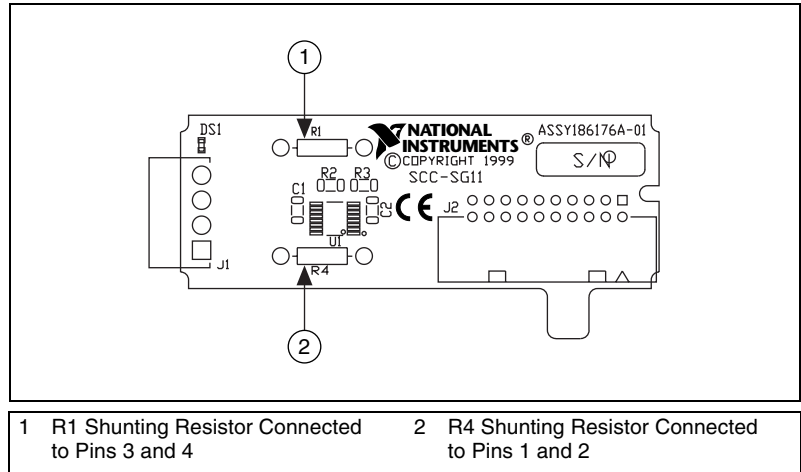 1
DS1
R1
NATIONAL
INSTRUMENTS ®
© COPYRIGHT 1999
SCC-SG11
ASSY186176A-01
S/N
R2 R3
C1
C2
CE
J2
U1
J1
R4
2
1 R1 Shunting Resistor Connected
to Pins 3 and 4
2 R4 Shunting Resistor Connected
to Pins 1 and 2